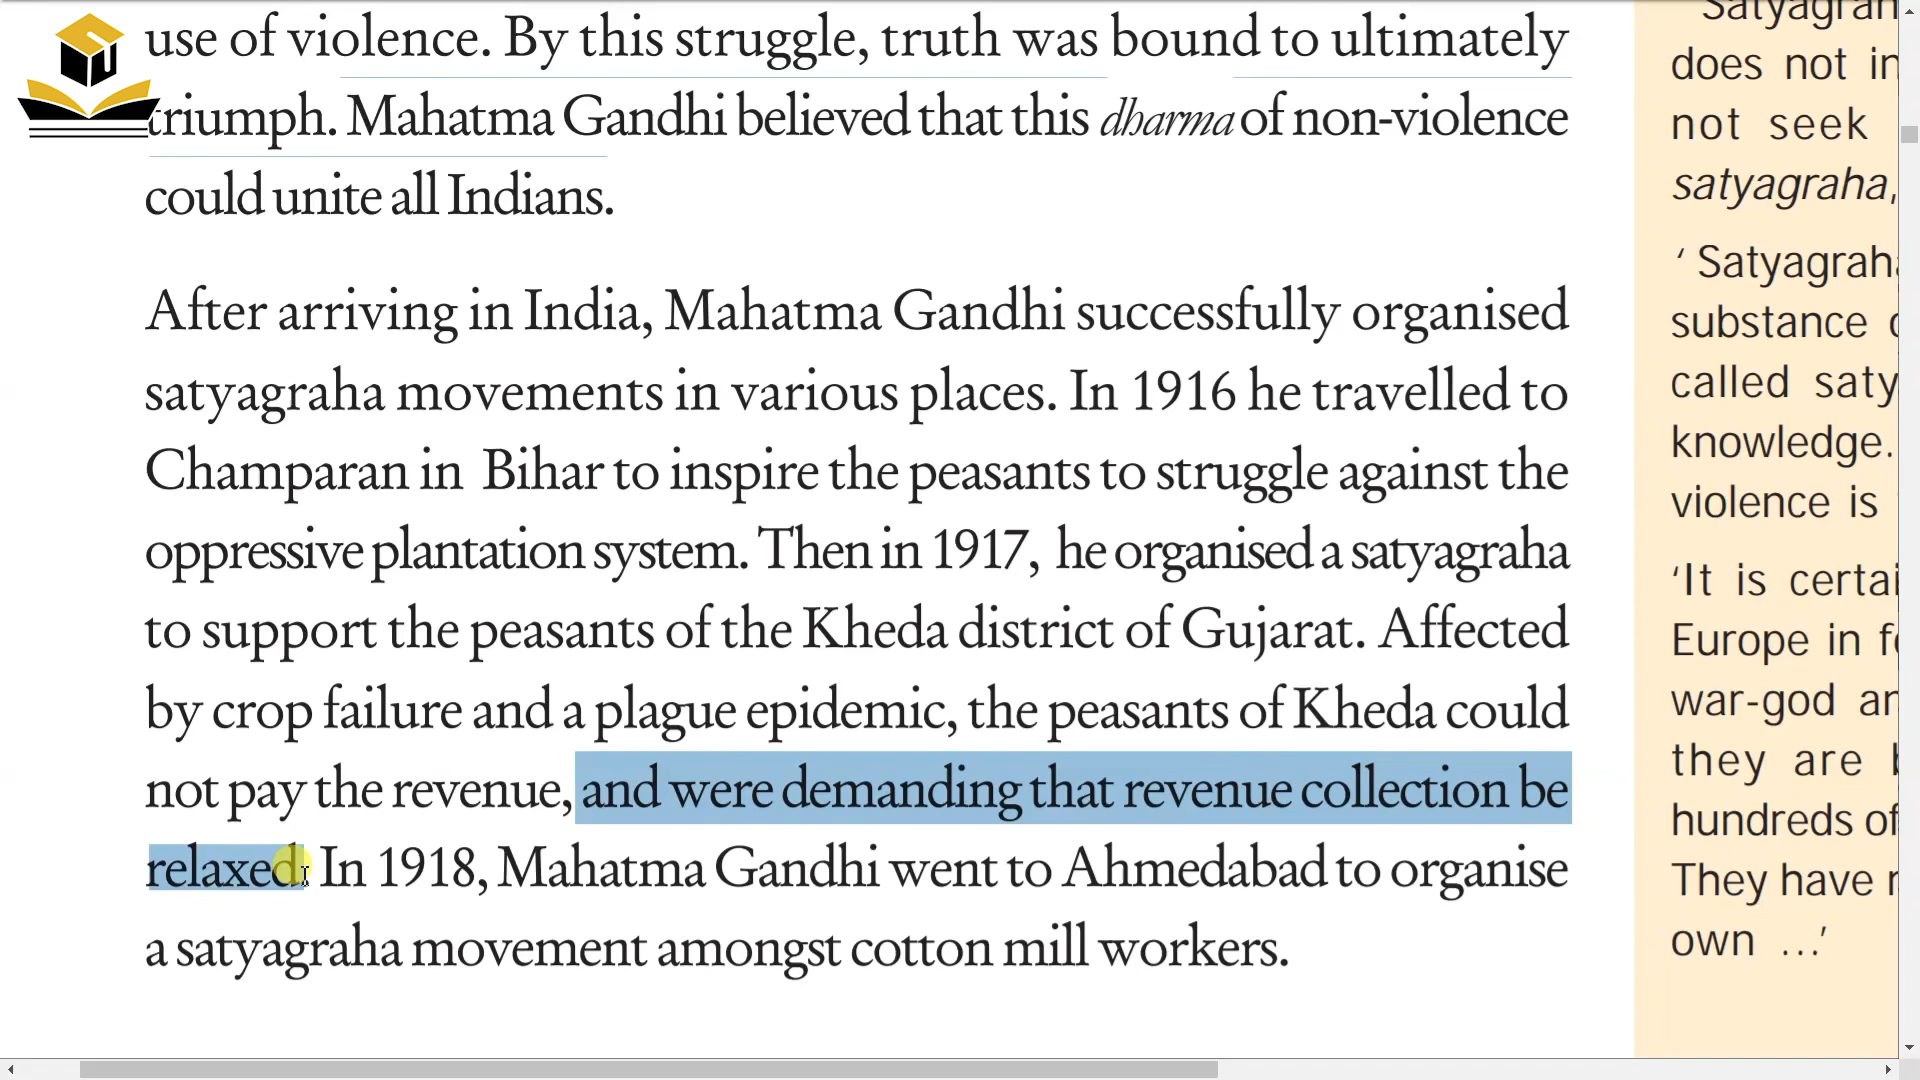 use of violence. By this struggle, truth was bound to ultimately
triumph. Mahatma Gandhi believed that this dharma of non-violence
could unite all Indians.
After arriving in India, Mahatma Gandhi successfully organised
satyagraha movements in various places. In 1916 he travelled to
Champaran in Bihar to inspire the peasants to struggle against the
oppressive plantation system. Then in 1917, he organised a satyagraha
to support the peasants of the Kheda district of Gujarat. Affected
by crop failure and a plague epidemic, the peasants of Kheda could
not pay the revenue, and were demanding that revenue collection be
relaxed. In 1918, Mahatma Gandhi went to Ahmedabad to organise
a satyagraha movement amongst cotton mill workers.
does not
not seek
satyagraha,
‘ Satyagraha
substance
called
knowledge.
violence is
‘It is
Europe in
war-god
they are
hundreds of
They have
own …’